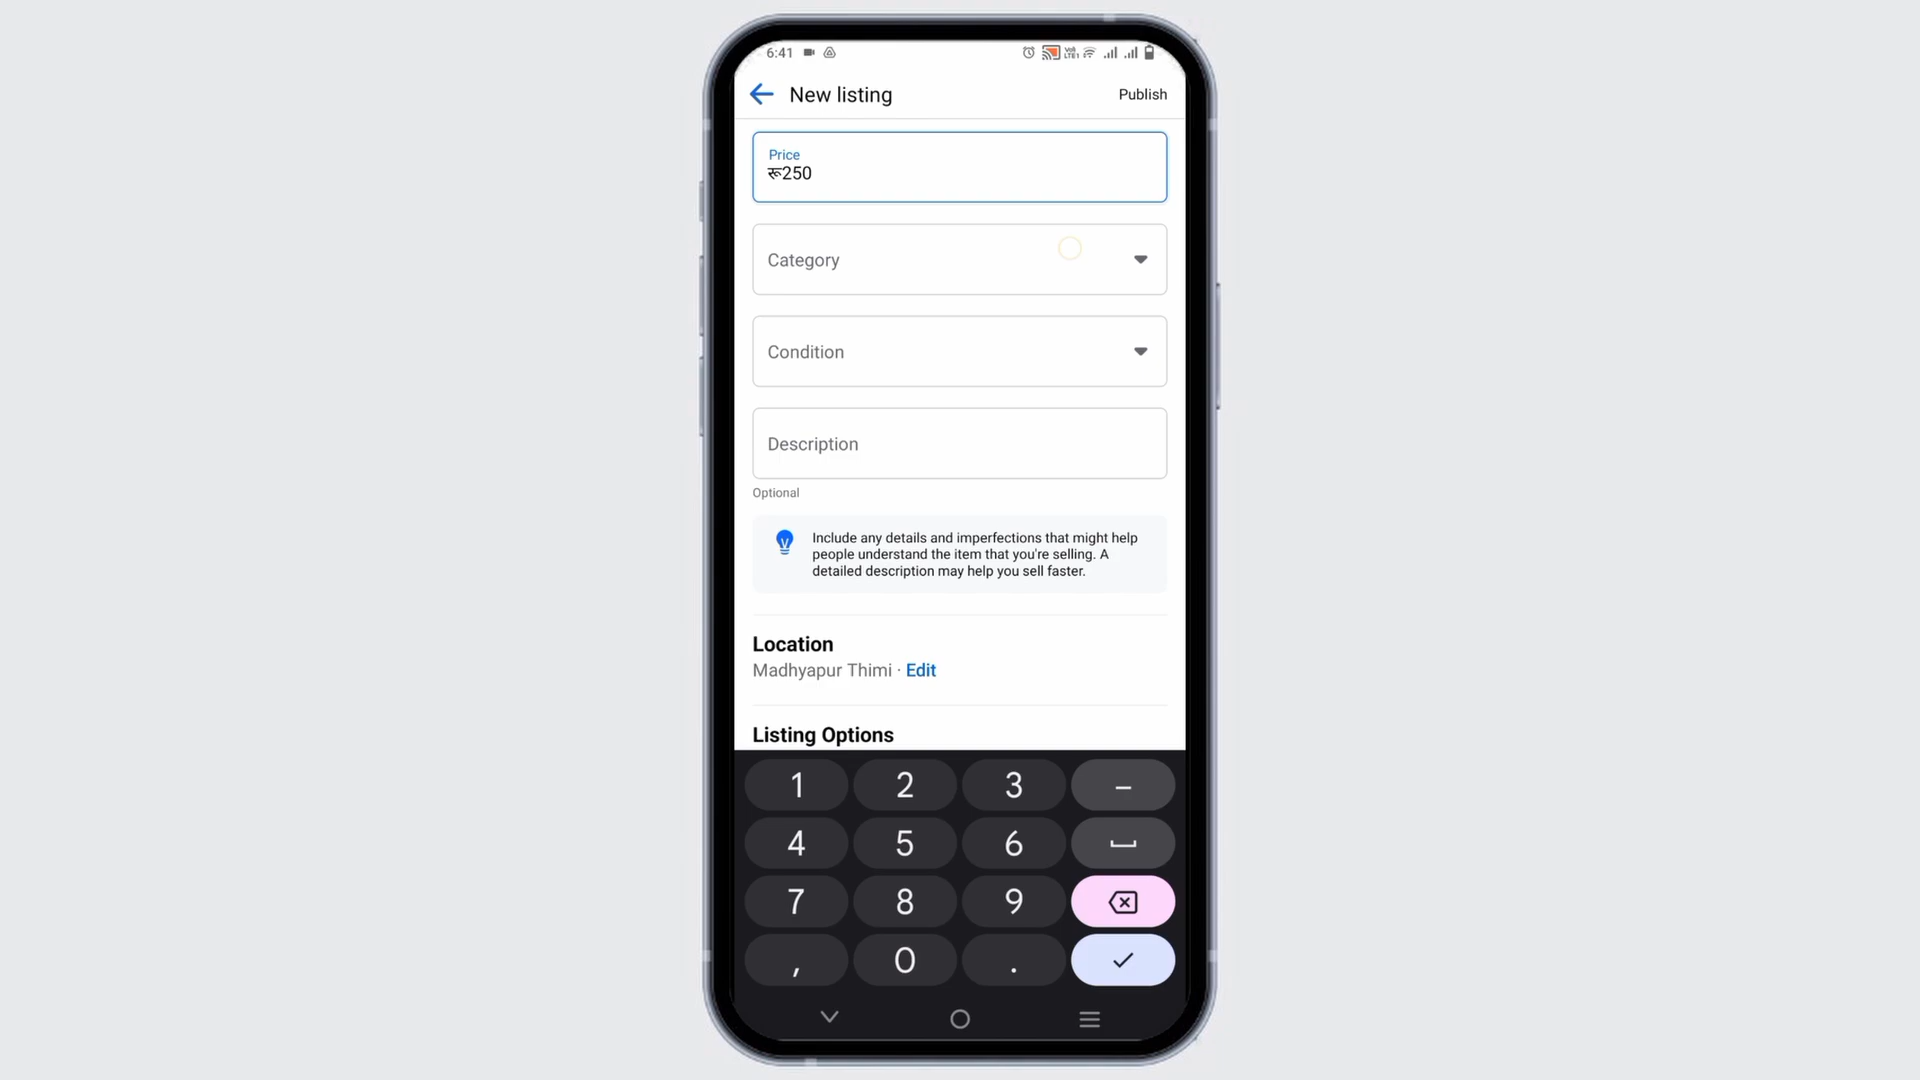 6:41
New listing
Publish
Price
रू250
Category
Condition
Description
Optional
Include any details and imperfections that might help
people understand the item that you're selling. A
detailed description may help you sell faster.
Location
Madhyapur Thimi · Edit
Listing Options
1 2 3 –
4 5 6
7 8 9
, 0 .